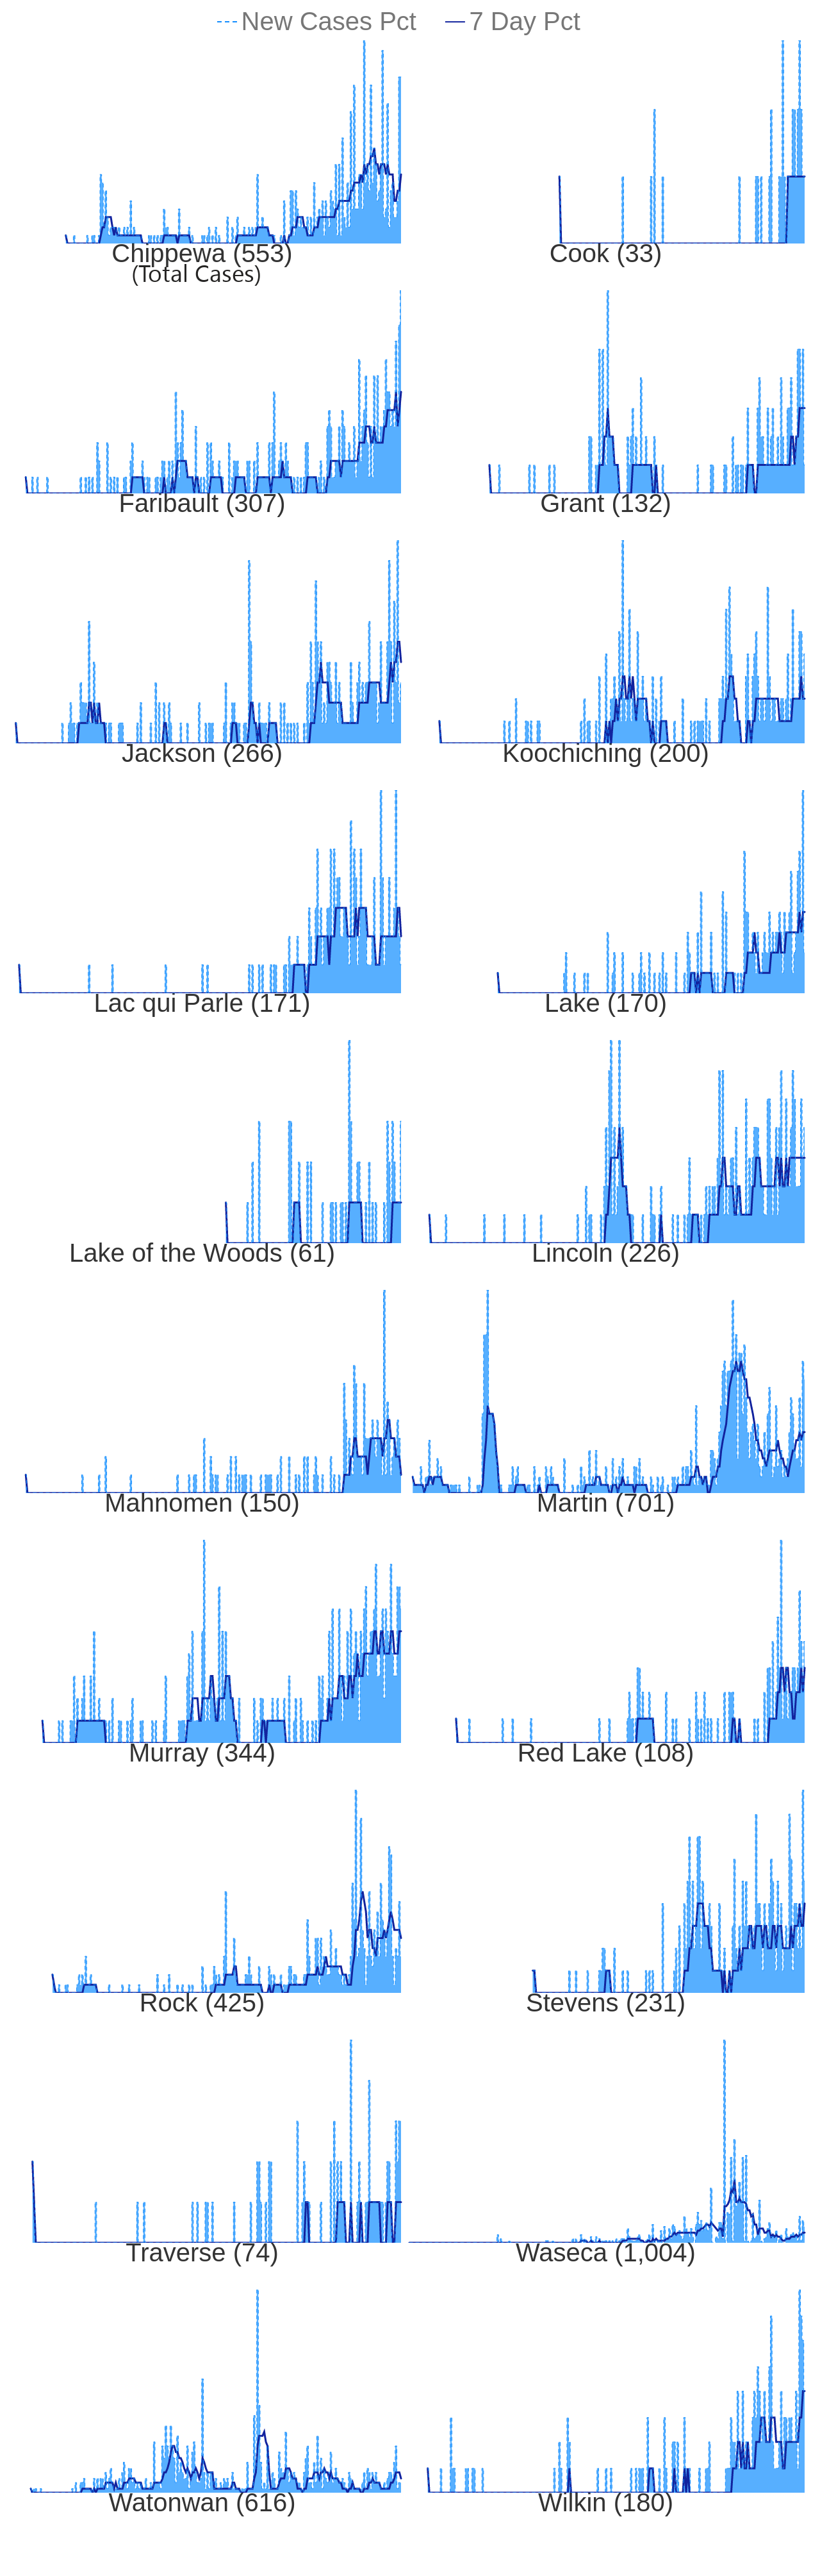 New Cases Pct 7 Day Pct
Chippewa (553) Cook (33)
(Total Cases)
Faribault (307) Grant (132)
Jackson (266) Koochiching (200)
Lac qui Parle (171) Lake (170)
Lake of the Woods (61) Lincoln (226)
Mahnomen (150) Martin (701)
Murray (344) Red Lake (108)
Rock (425) Stevens (231)
Traverse (74) Waseca (1,004)
Watonwan (616) Wilkin (180)